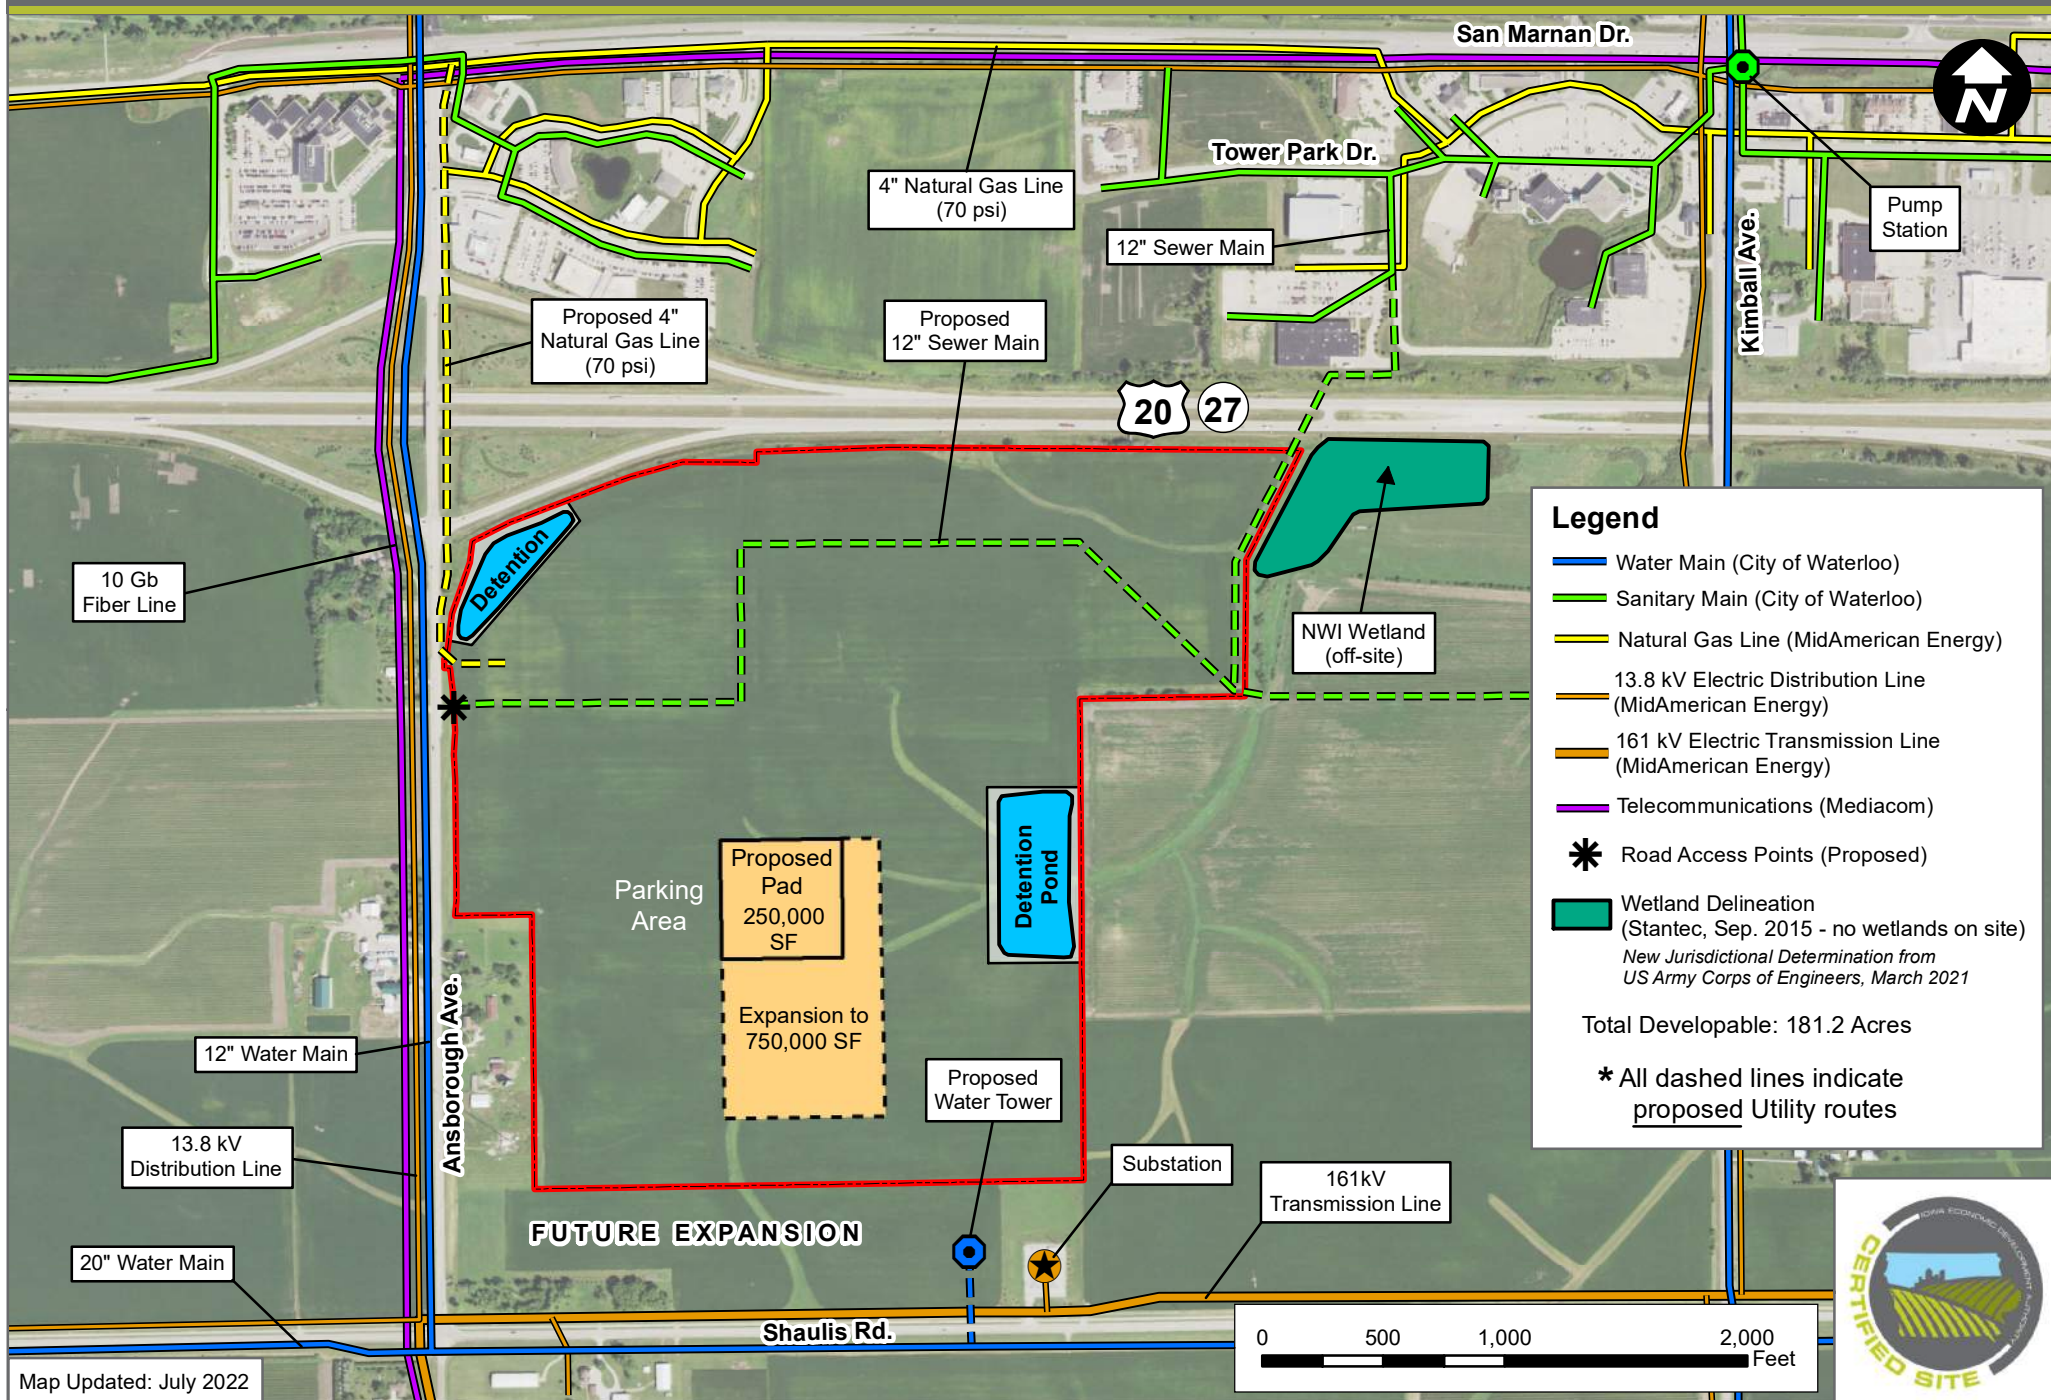 San Marnan Dr.
N
Tower Park Dr.
4" Natural Gas Line
(70 psi)
12" Sewer Main
Pump
Station
Kimball Ave.
Proposed 4"
Natural Gas Line
(70 psi)
Proposed
12" Sewer Main
20
27
10 Gb
Fiber Line
Detention
NWI Wetland
(off-site)
Legend
Water Main (City of Waterloo)
Sanitary Main (City of Waterloo)
Natural Gas Line (MidAmerican Energy)
13.8 kV Electric Distribution Line
(MidAmerican Energy)
161 kV Electric Transmission Line
(MidAmerican Energy)
Telecommunications (Mediacom)
Road Access Points (Proposed)
Wetland Delineation
(Stantec, Sep. 2015 - no wetlands on site)
New Jurisdictional Determination from
US Army Corps of Engineers, March 2021
Total Developable: 181.2 Acres
* All dashed lines indicate
proposed Utility routes
Parking
Area
Proposed
Pad
250,000
SF
Expansion to
750,000 SF
Detention
Pond
12" Water Main
Ansborough Ave.
Proposed
Water Tower
13.8 kV
Distribution Line
Substation
161kV
Transmission Line
FUTURE EXPANSION
20" Water Main
Shaulis Rd.
0 500 1,000 2,000
Feet
Map Updated: July 2022
IOWA ECONOMIC DEVELOPMENT AUTHORITY
CERTIFIED SITE